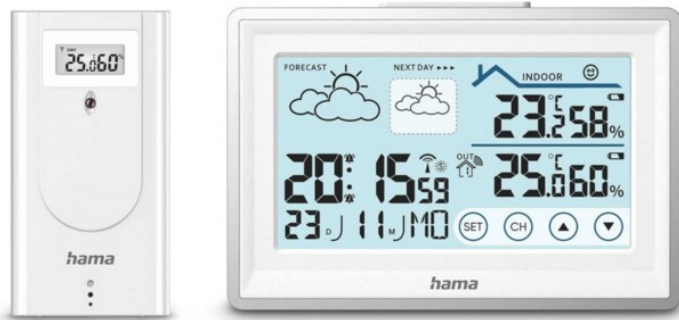 CH1
25.0 60%
hama
FORECAST
NEXT DAY ►►►
INDOOR
23.2°C 58%
20:15 59
OUT
25.0°C 60%
23 D 11 M MO
SET CH ▲ ▼
hama